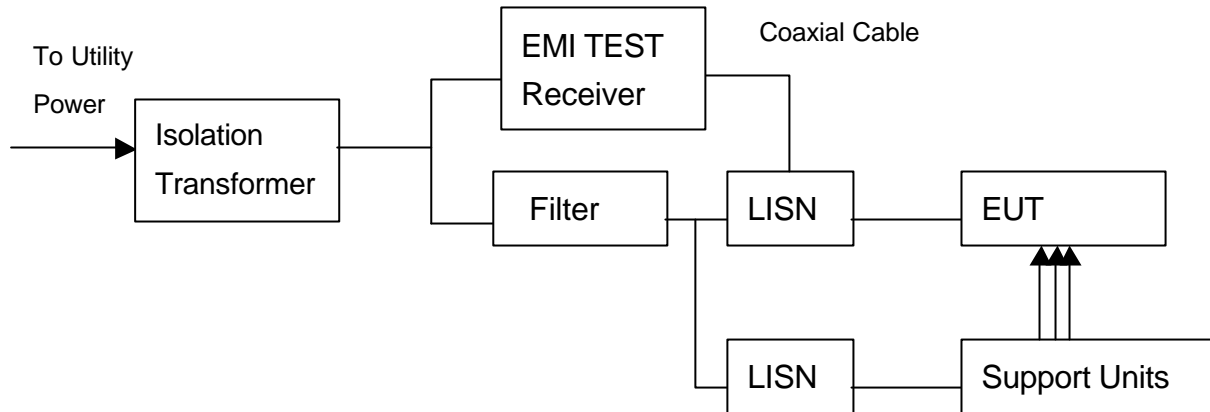 To Utility
Power
Isolation
Transformer
EMI TEST
Receiver
Coaxial Cable
Filter
LISN
EUT
LISN
Support Units